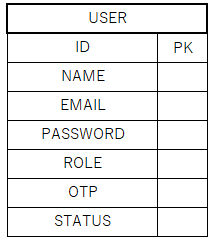 USER
ID PK
NAME
EMAIL
PASSWORD
ROLE
OTP
STATUS